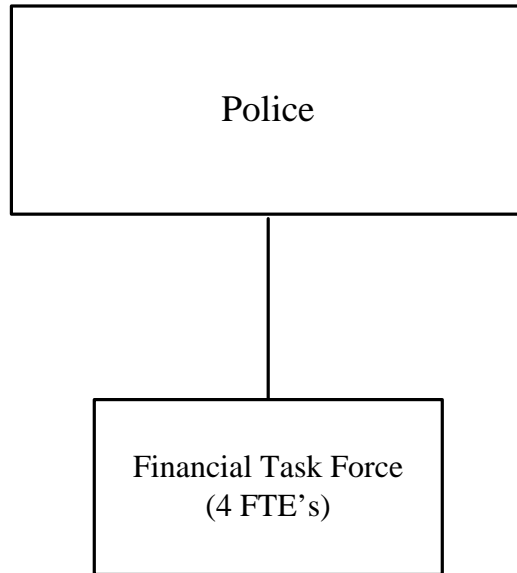 Police
Financial Task Force
(4 FTE’s)